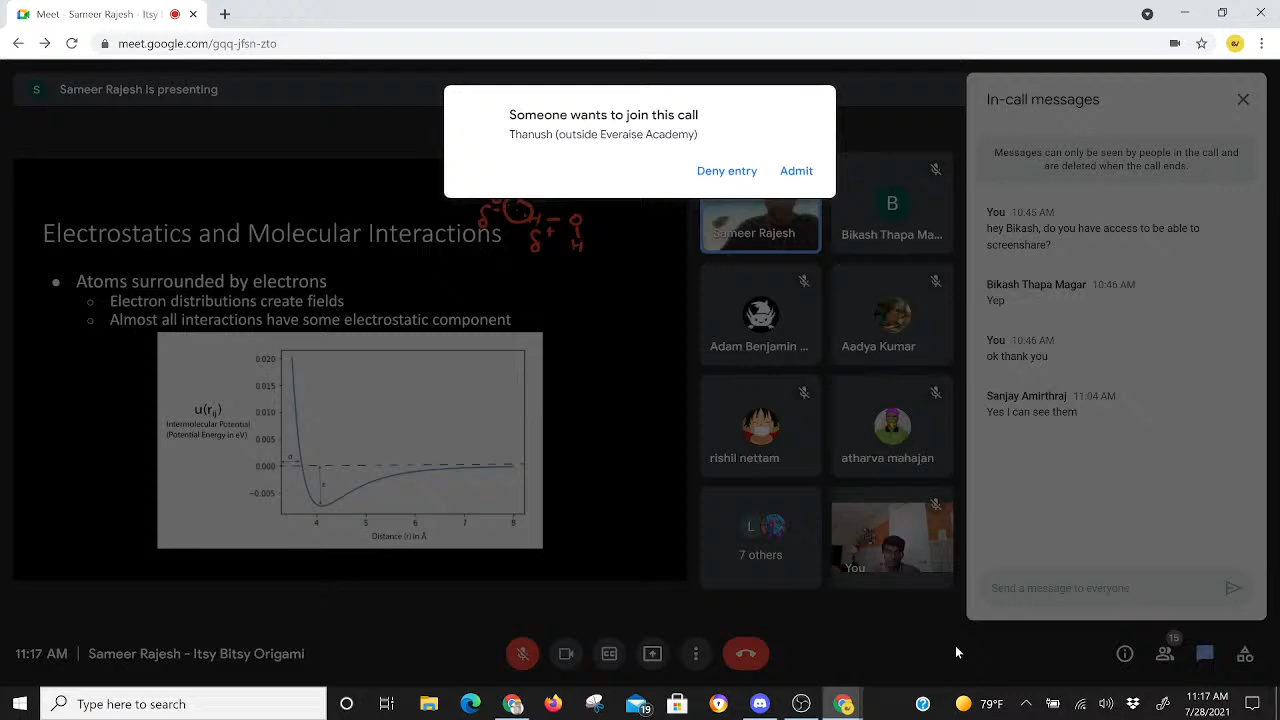 Meet - Sameer Rajesh - Itsy
meet.google.com/gqq-jfsn-zto
S Sameer Rajesh is presenting
Someone wants to join this call
Thanush (outside Everaise Academy)
Deny entry Admit
Electrostatics and Molecular Interactions
δ- H - O
δ+ H
Atoms surrounded by electrons
Electron distributions create fields
Almost all interactions have some electrostatic component
u(rij)
Intermolecular Potential
(Potential Energy in eV)
0.020
0.015
0.010
0.005
0.000
−0.005
σ
ε
4 5 6 7 8
Distance (r) in Å
Sameer Rajesh
B
Bikash Thapa Ma...
Adam Benjamin ...
Aadya Kumar
rishil nettam
atharva mahajan
L
7 others
You
In-call messages
Messages can only be seen by people in the call and
are deleted when the call ends.
You 10:45 AM
hey Bikash, do you have access to be able to
screenshare?
Bikash Thapa Magar 10:46 AM
Yep
You 10:46 AM
ok thank you
Sanjay Amirthraj 11:04 AM
Yes I can see them
Send a message to everyone
11:17 AM | Sameer Rajesh - Itsy Bitsy Origami
15
Type here to search
19
79°F
11:17 AM
7/28/2021